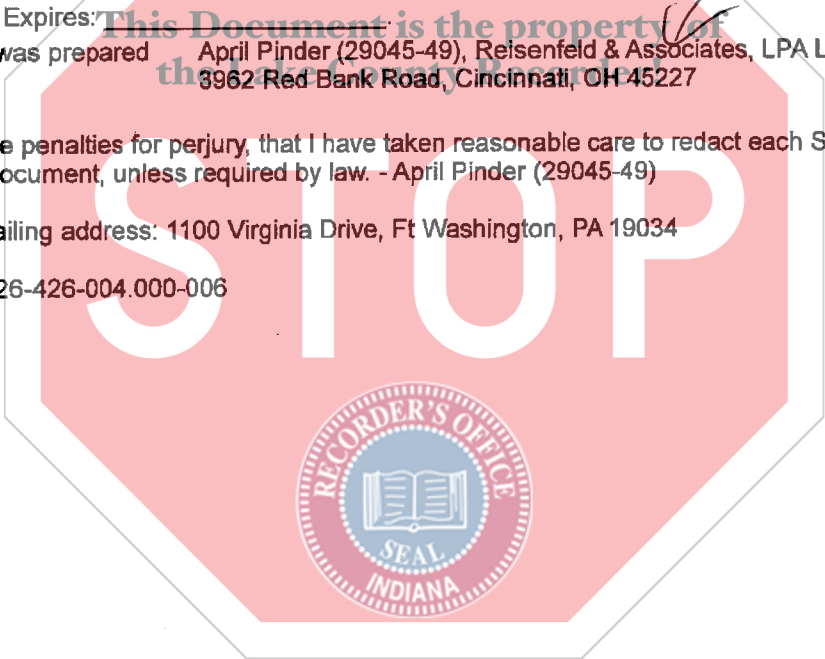 Expires:
This Document is the property of
was prepared April Pinder (29045-49), Reisenfeld & Associates, LPA L
the Lake County Recorder!
3962 Red Bank Road, Cincinnati, OH 45227
e penalties for perjury, that I have taken reasonable care to redact each S
ocument, unless required by law. - April Pinder (29045-49)
ailing address: 1100 Virginia Drive, Ft Washington, PA 19034
26-426-004.000-006
STOP
RECORDER'S OFFICE
SEAL
INDIANA